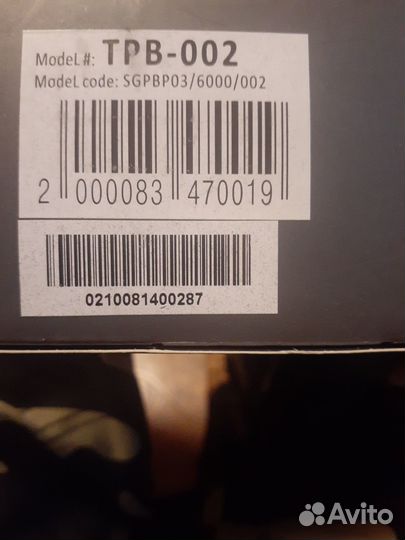 ModeL #: TPB-002
ModeL code: SGPBP03/6000/002
2 000083 470019
0210081400287
Avito